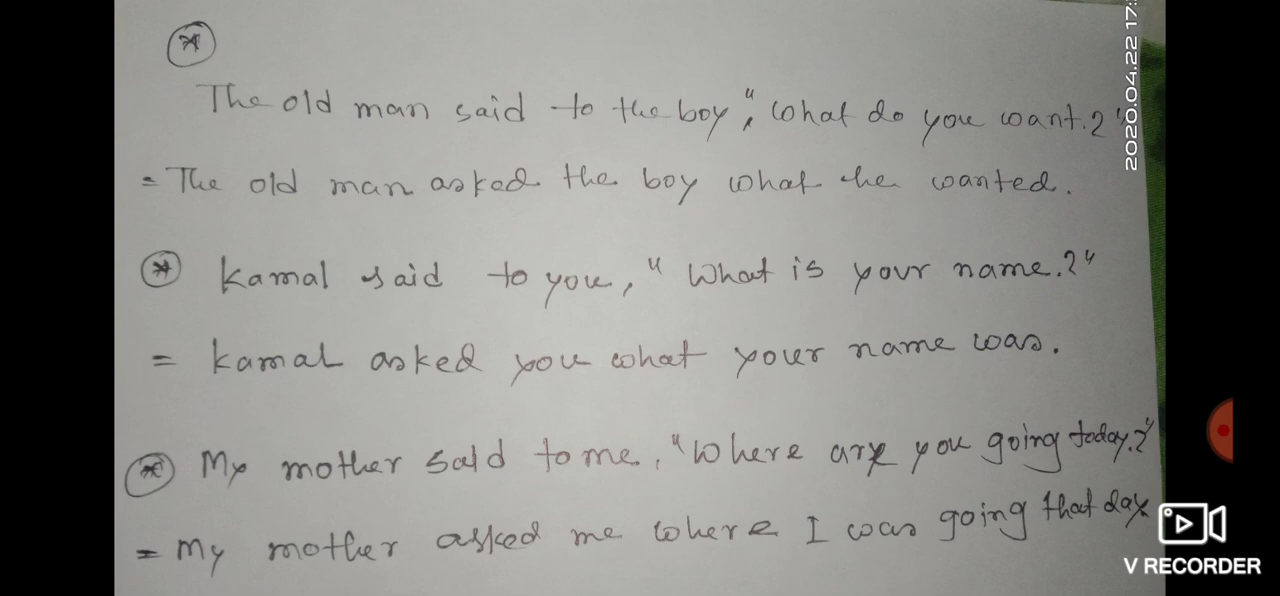 *
The old man said to the boy, "What do you want.?"
= The old man asked the boy what he wanted.
* Kamal said to you, "What is your name.?"
= Kamal asked you what your name was.
* My mother said to me, "Where are you going today.?"
= My mother asked me where I was going that day
2020.04.22 17:
V RECORDER